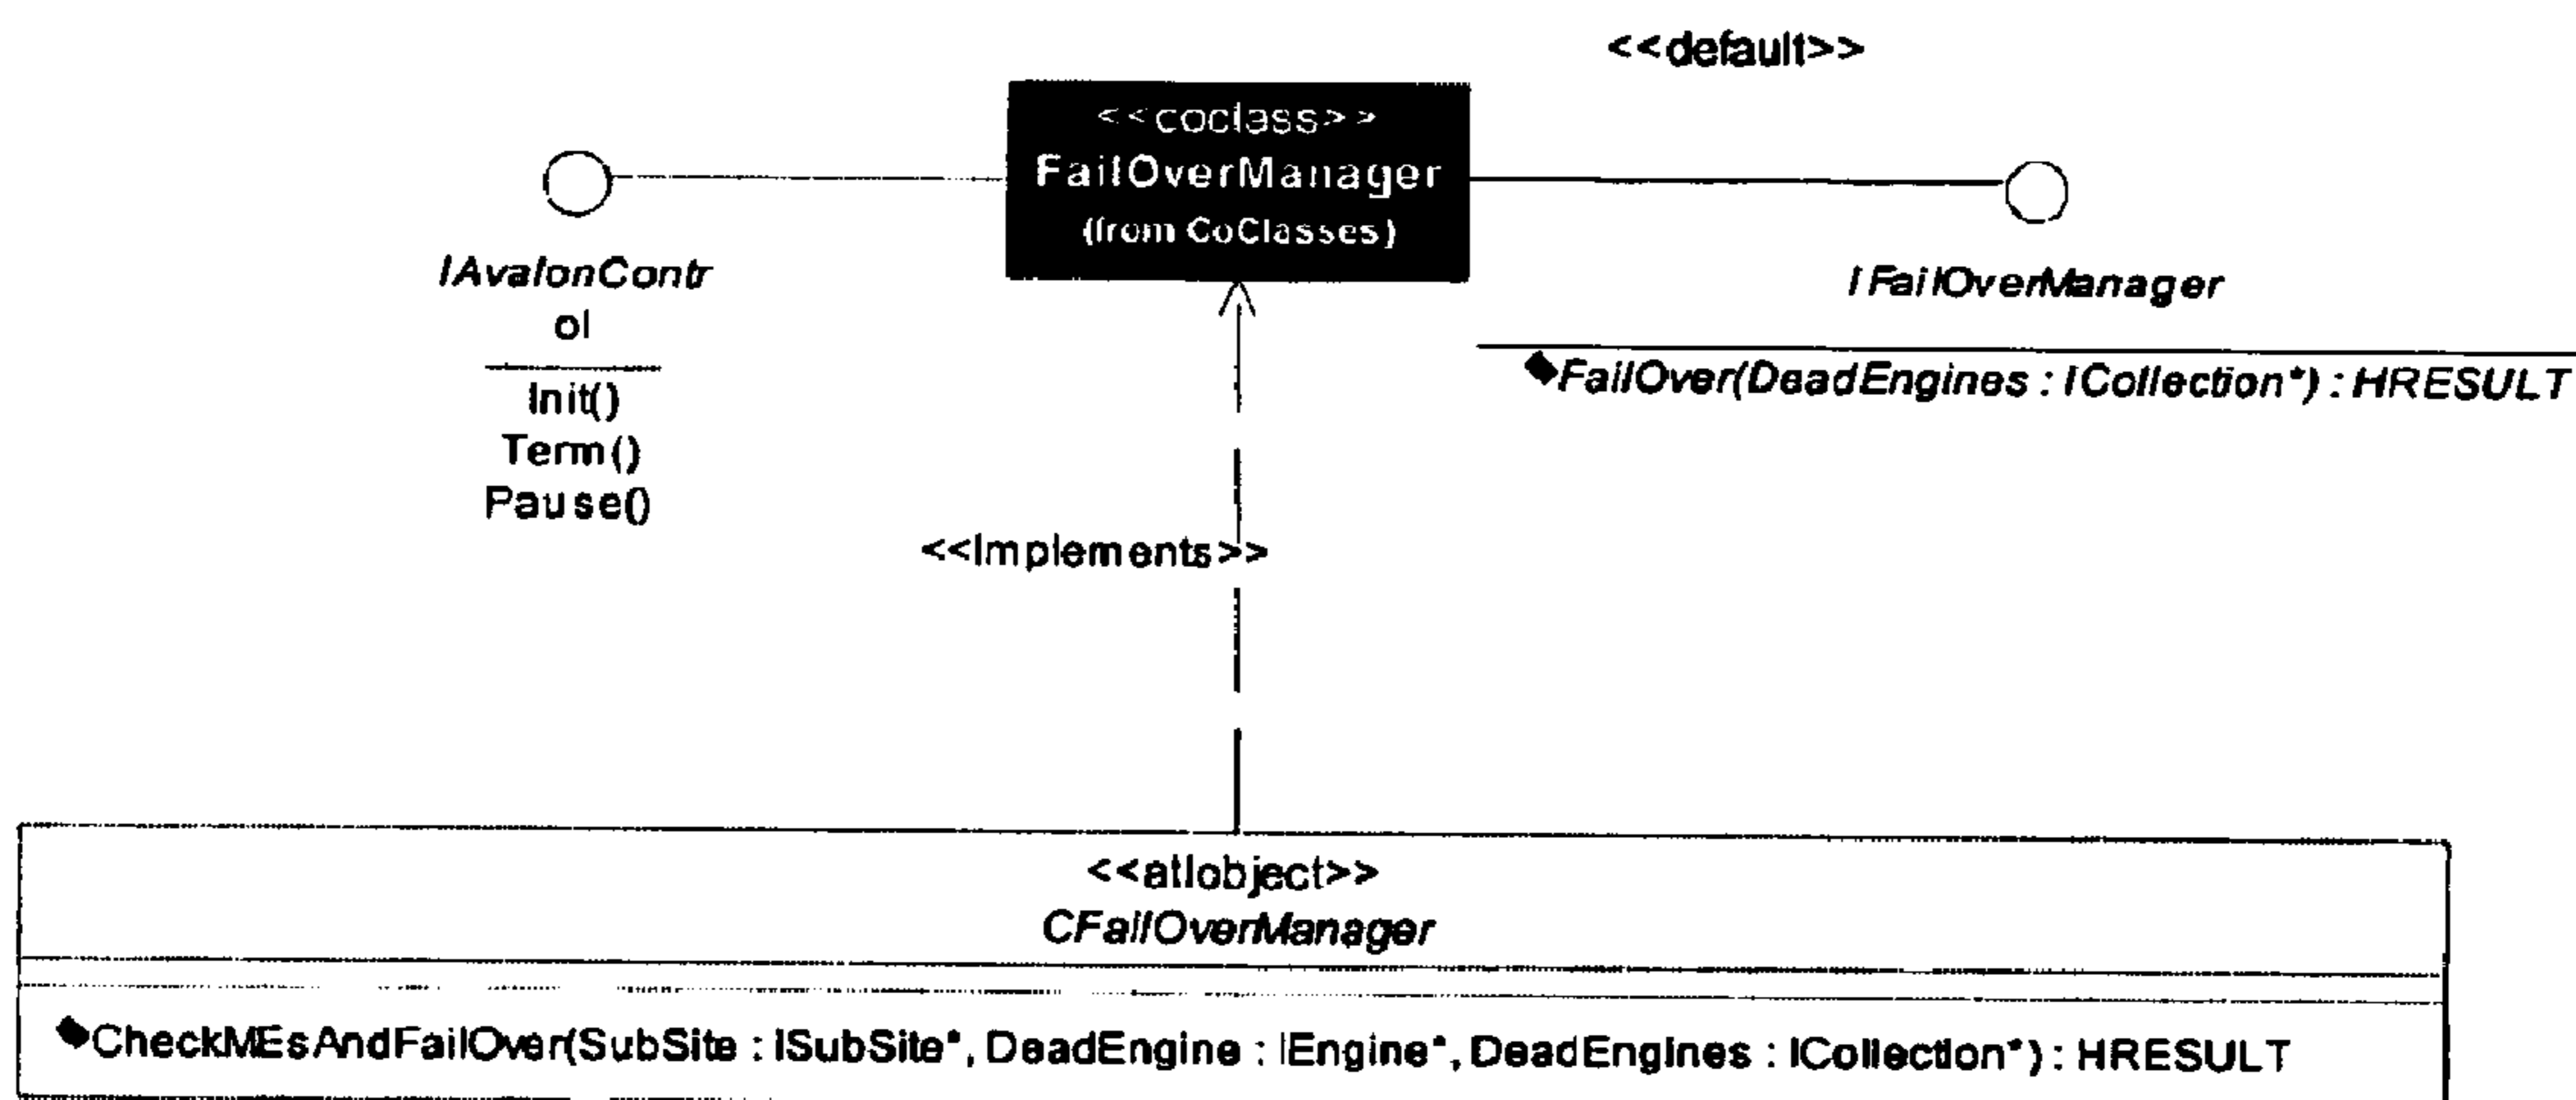 <<default>>
<<coclass>>
FailOverManager
(from CoClasses)
IAvalonContr
ol
Init()
Term()
Pause()
IFailOverManager
FailOver(DeadEngines : ICollection*) : HRESULT
<<Implements>>
<<atlobject>>
CFailOverManager
CheckMEsAndFailOver(SubSite : ISubSite*, DeadEngine : IEngine*, DeadEngines : ICollection*) : HRESULT